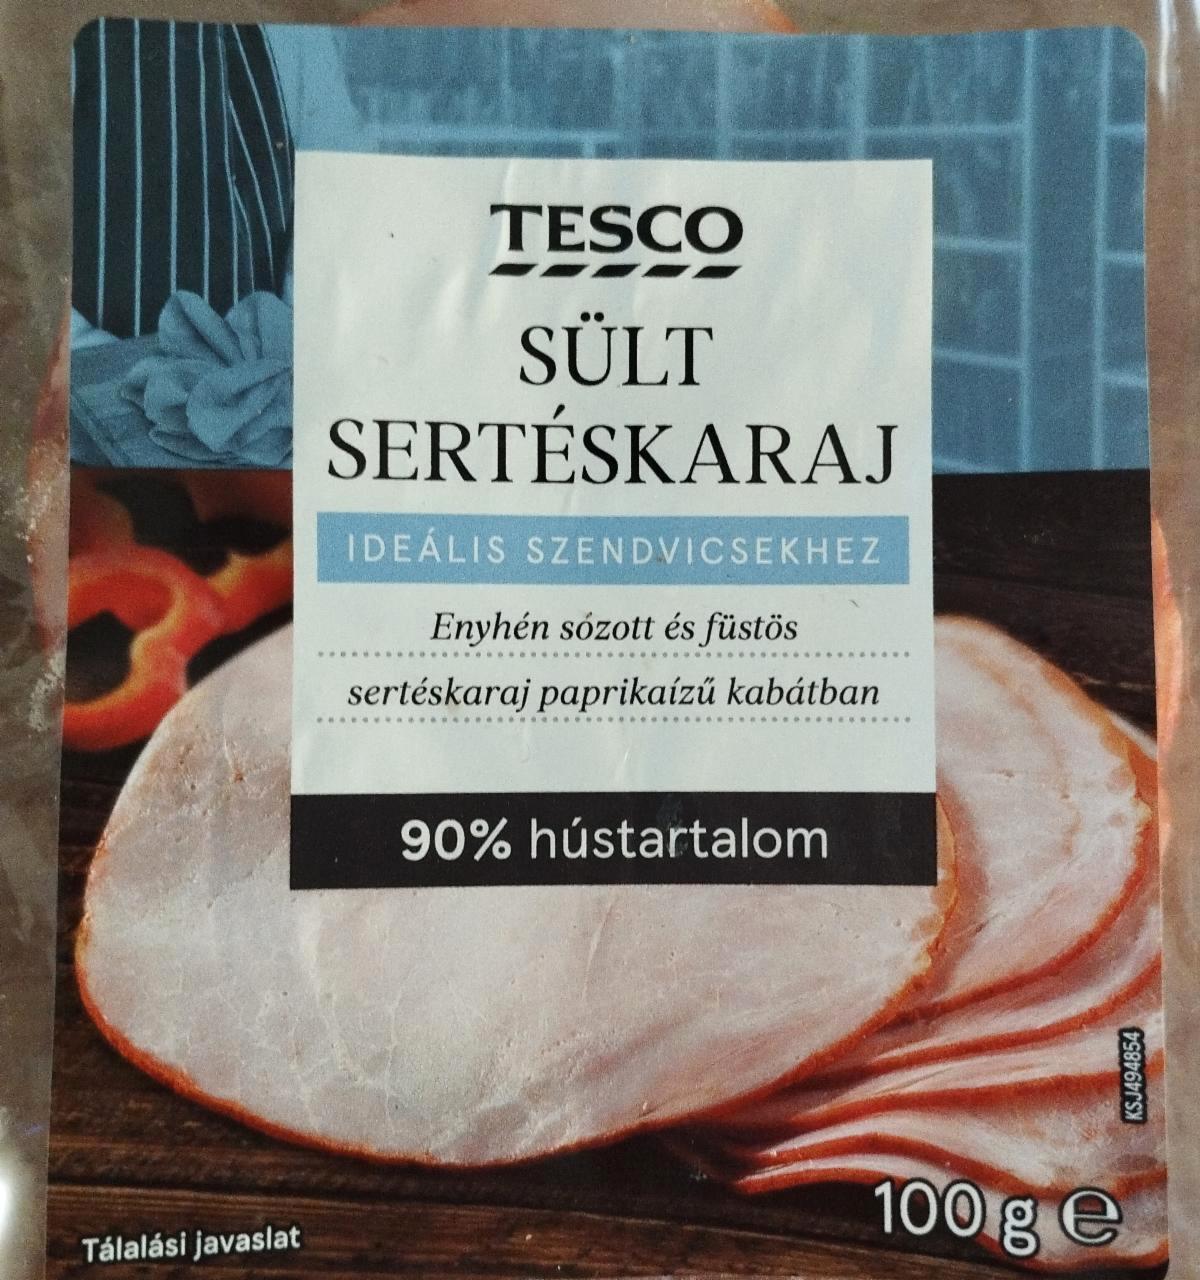 TESCO
SÜLT
SERTÉSKARAJ
IDEÁLIS SZENDVICSEKHEZ
Enyhén sózott és füstös
sertéskaraj paprikaízű kabátban
90% hústartalom
KSJ494854
100 g e
Tálalási javaslat